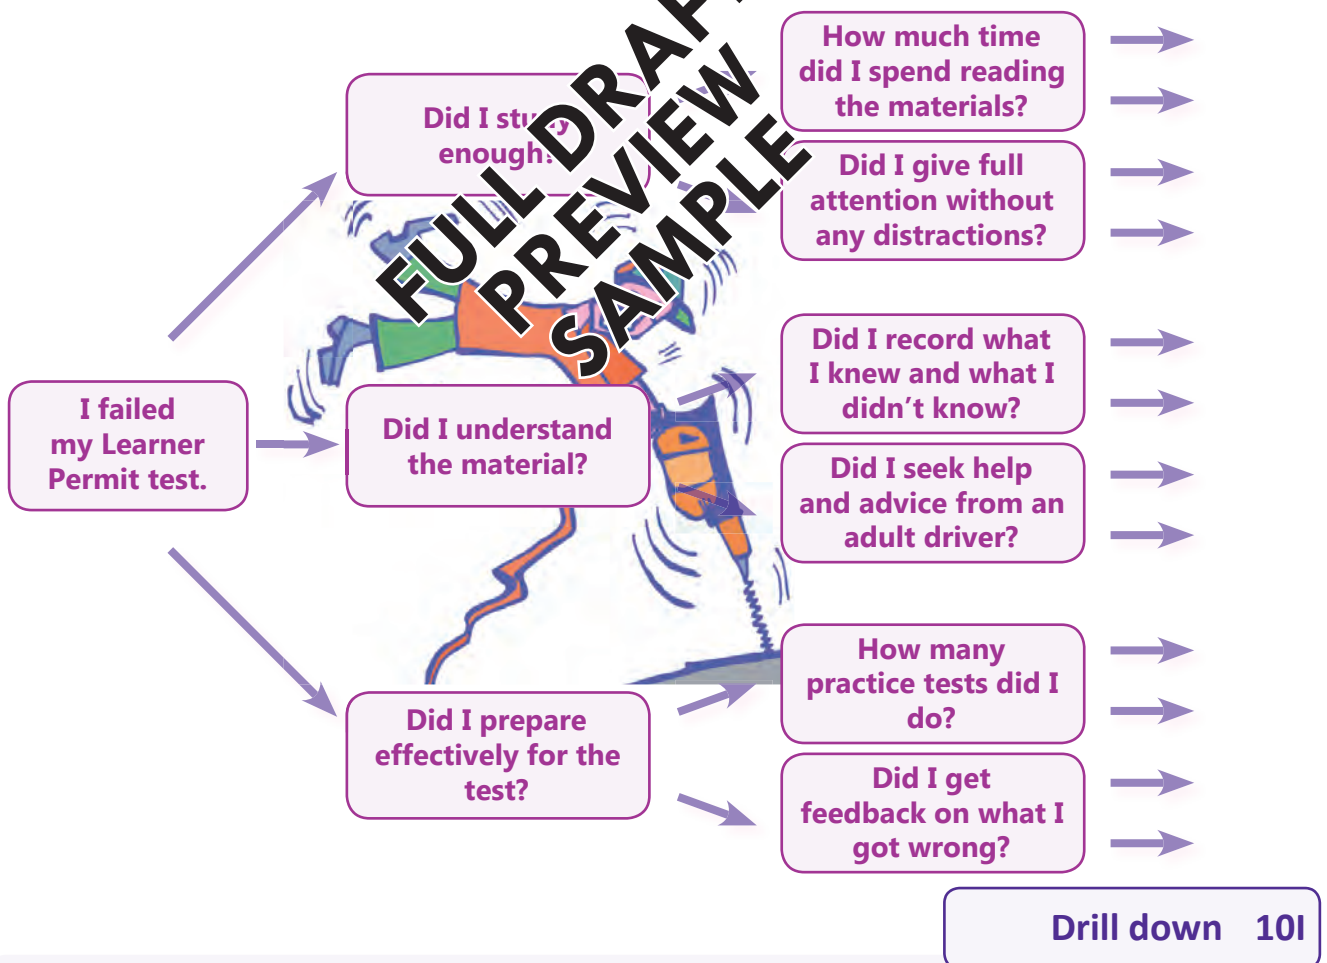 How much time
did I spend reading
the materials?
Did I study
enough?
Did I give full
attention without
any distractions?
FULL DRAFT
PREVIEW
SAMPLE
Did I record what
I knew and what I
didn't know?
I failed
my Learner
Permit test.
Did I understand
the material?
Did I seek help
and advice from an
adult driver?
How many
practice tests did I
do?
Did I prepare
effectively for the
test?
Did I get
feedback on what I
got wrong?
Drill down 10I